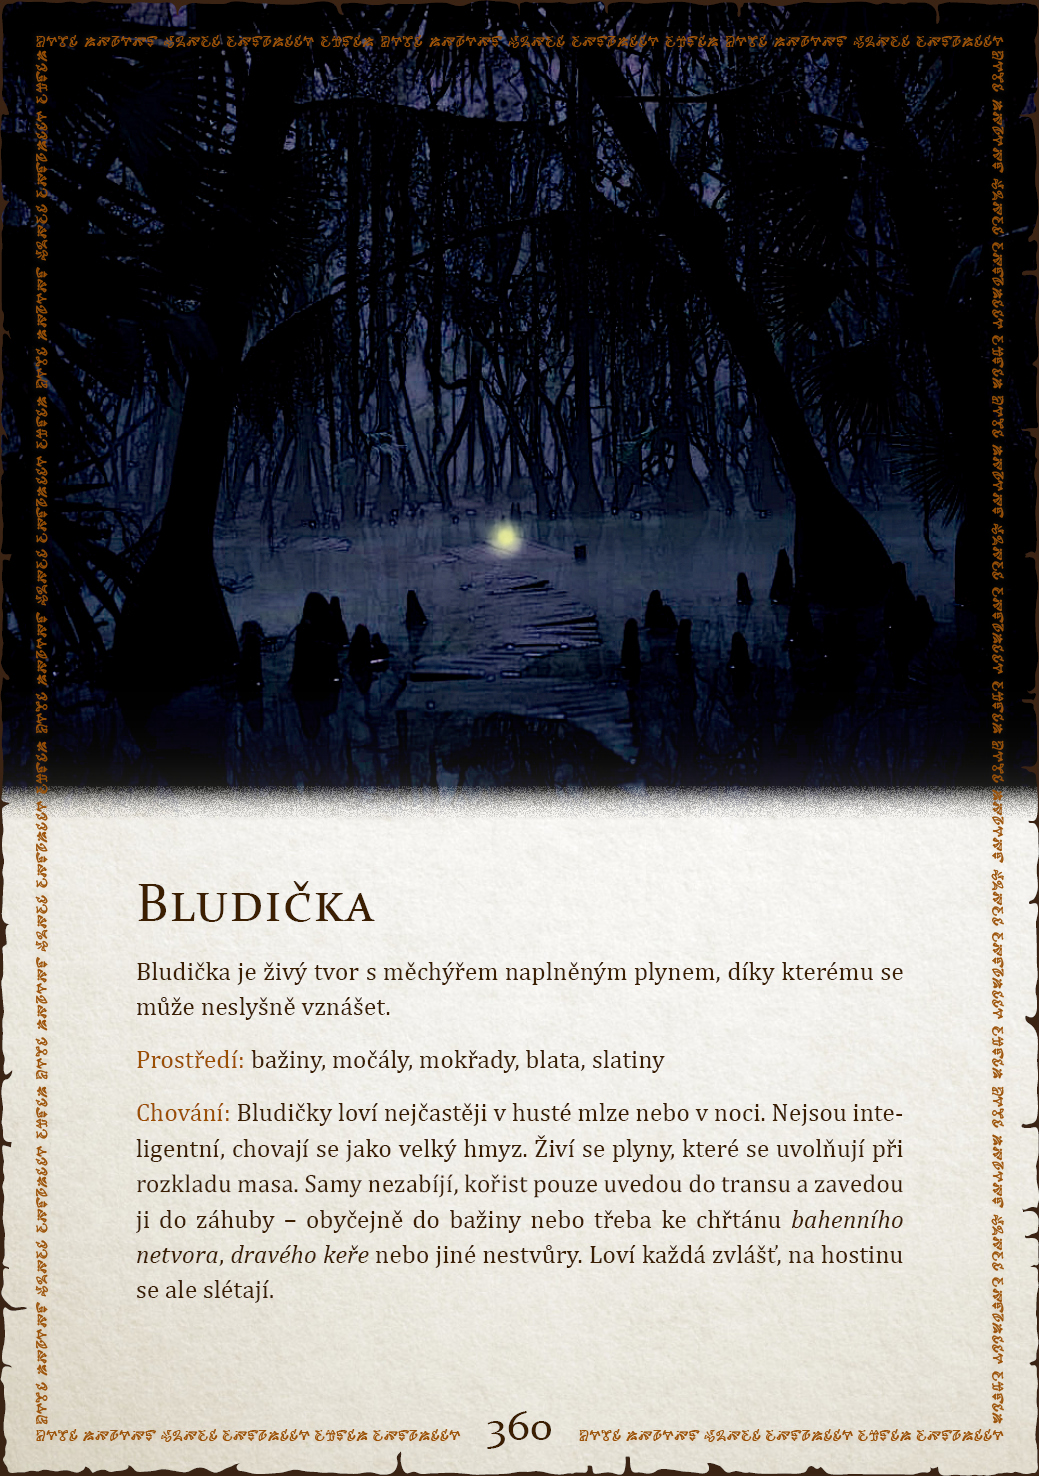 Bludička
Bludička je živý tvor s měchýřem naplněným plynem, díky kterému se
může neslyšně vznášet.
Prostředí: bažiny, močály, mokřady, blata, slatiny
Chování: Bludičky loví nejčastěji v husté mlze nebo v noci. Nejsou inte-
ligentní, chovají se jako velký hmyz. Živí se plyny, které se uvolňují při
rozkladu masa. Samy nezabíjí, kořist pouze uvedou do transu a zavedou
ji do záhuby – obyčejně do bažiny nebo třeba ke chřtánu bahenního
netvora, dravého keře nebo jiné nestvůry. Loví každá zvlášť, na hostinu
se ale slétají.
360